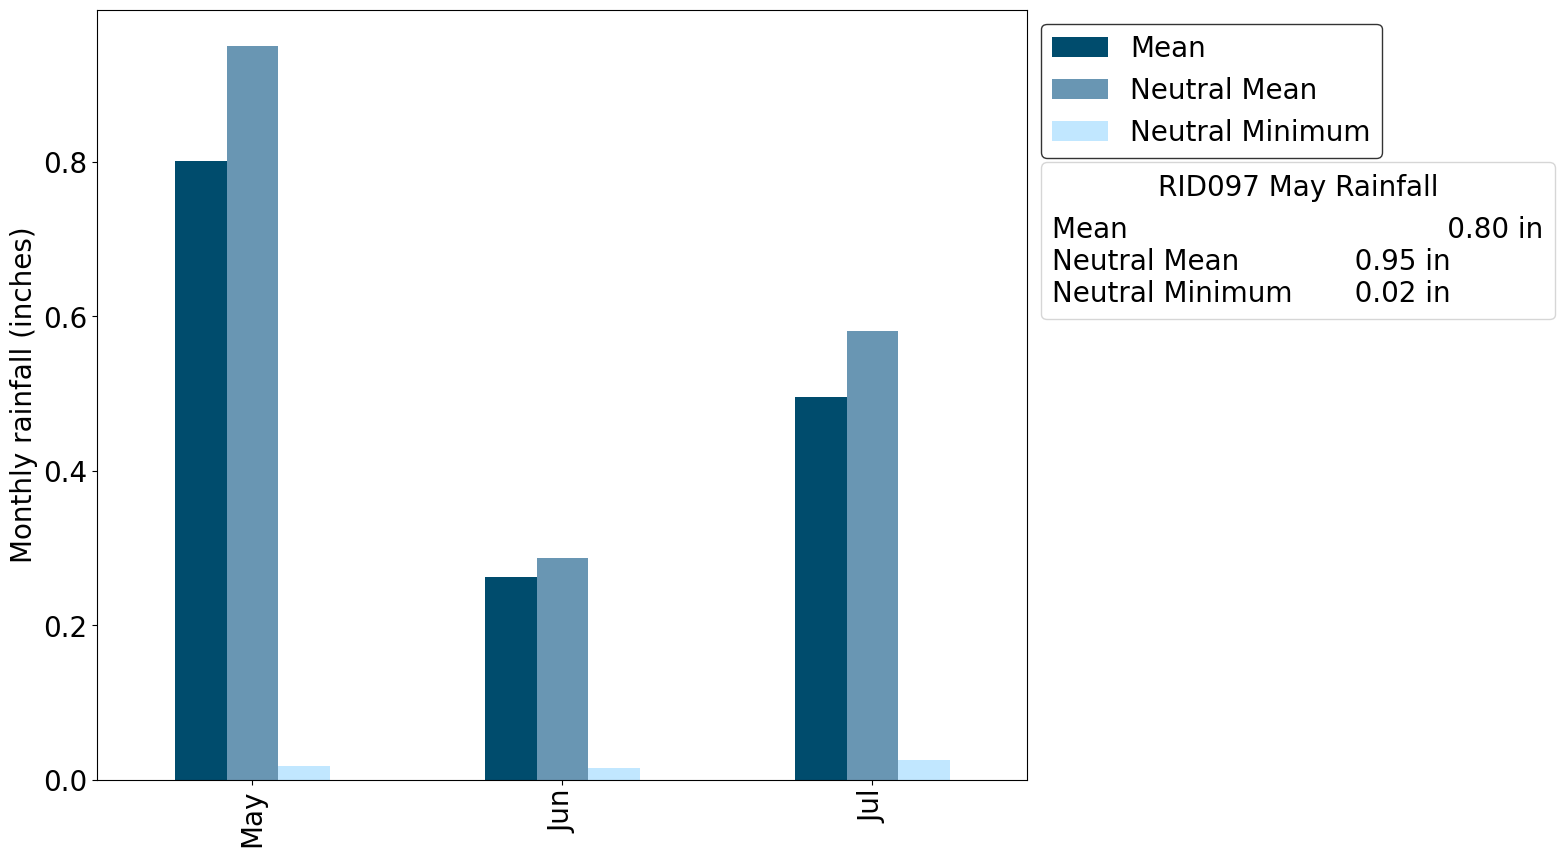 Mean
Neutral Mean
Neutral Minimum
RID097 May Rainfall
Mean 0.80 in
Neutral Mean 0.95 in
Neutral Minimum 0.02 in
Monthly rainfall (inches)
0.8
0.6
0.4
0.2
0.0
May
Jun
Jul